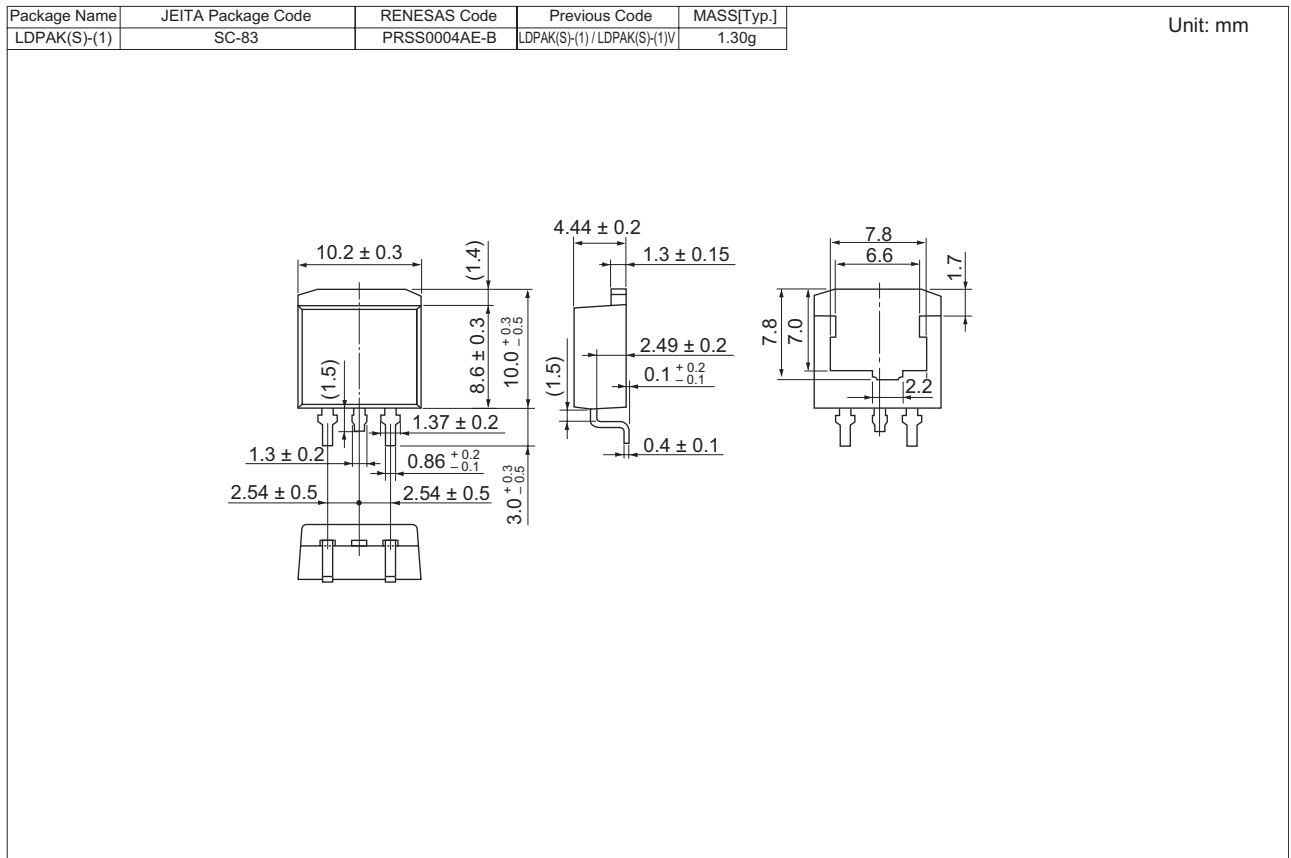 Package Name JEITA Package Code RENESAS Code Previous Code MASS[Typ.]
LDPAK(S)-(1) SC-83 PRSS0004AE-B LDPAK(S)-(1) / LDPAK(S)-(1)V 1.30g
Unit: mm
10.2 ± 0.3
(1.4)
8.6 ± 0.3
10.0 + 0.3 − 0.5
(1.5)
1.37 ± 0.2
1.3 ± 0.2
0.86 + 0.2 − 0.1
2.54 ± 0.5
2.54 ± 0.5
3.0 + 0.3 − 0.5
4.44 ± 0.2
1.3 ± 0.15
2.49 ± 0.2
(1.5)
0.1 + 0.2 − 0.1
0.4 ± 0.1
7.8
6.6
1.7
7.8
7.0
2.2